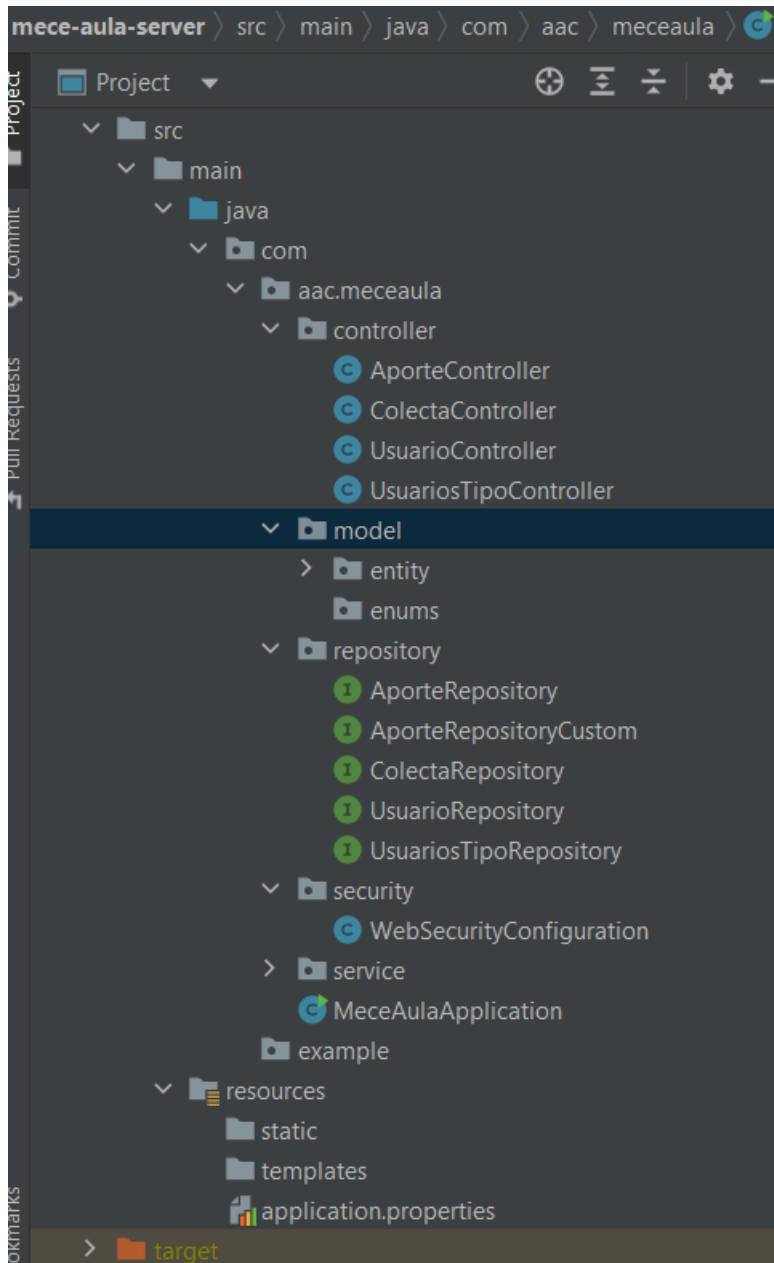 mece-aula-server 〉 src 〉 main 〉 java 〉 com 〉 aac 〉 meceaula 〉
Project
Project
Commit
Pull Requests
src
main
java
com
aac.meceaula
controller
AporteController
ColectaController
UsuarioController
UsuariosTipoController
model
entity
enums
repository
AporteRepository
AporteRepositoryCustom
ColectaRepository
UsuarioRepository
UsuariosTipoRepository
security
WebSecurityConfiguration
service
MeceAulaApplication
example
resources
static
templates
application.properties
okmarks
target